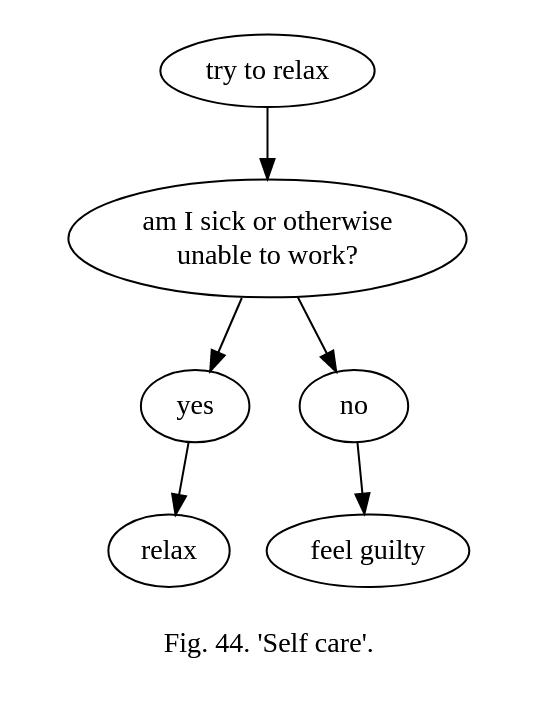 try to relax
am I sick or otherwise
unable to work?
yes
no
relax
feel guilty
Fig. 44. 'Self care'.